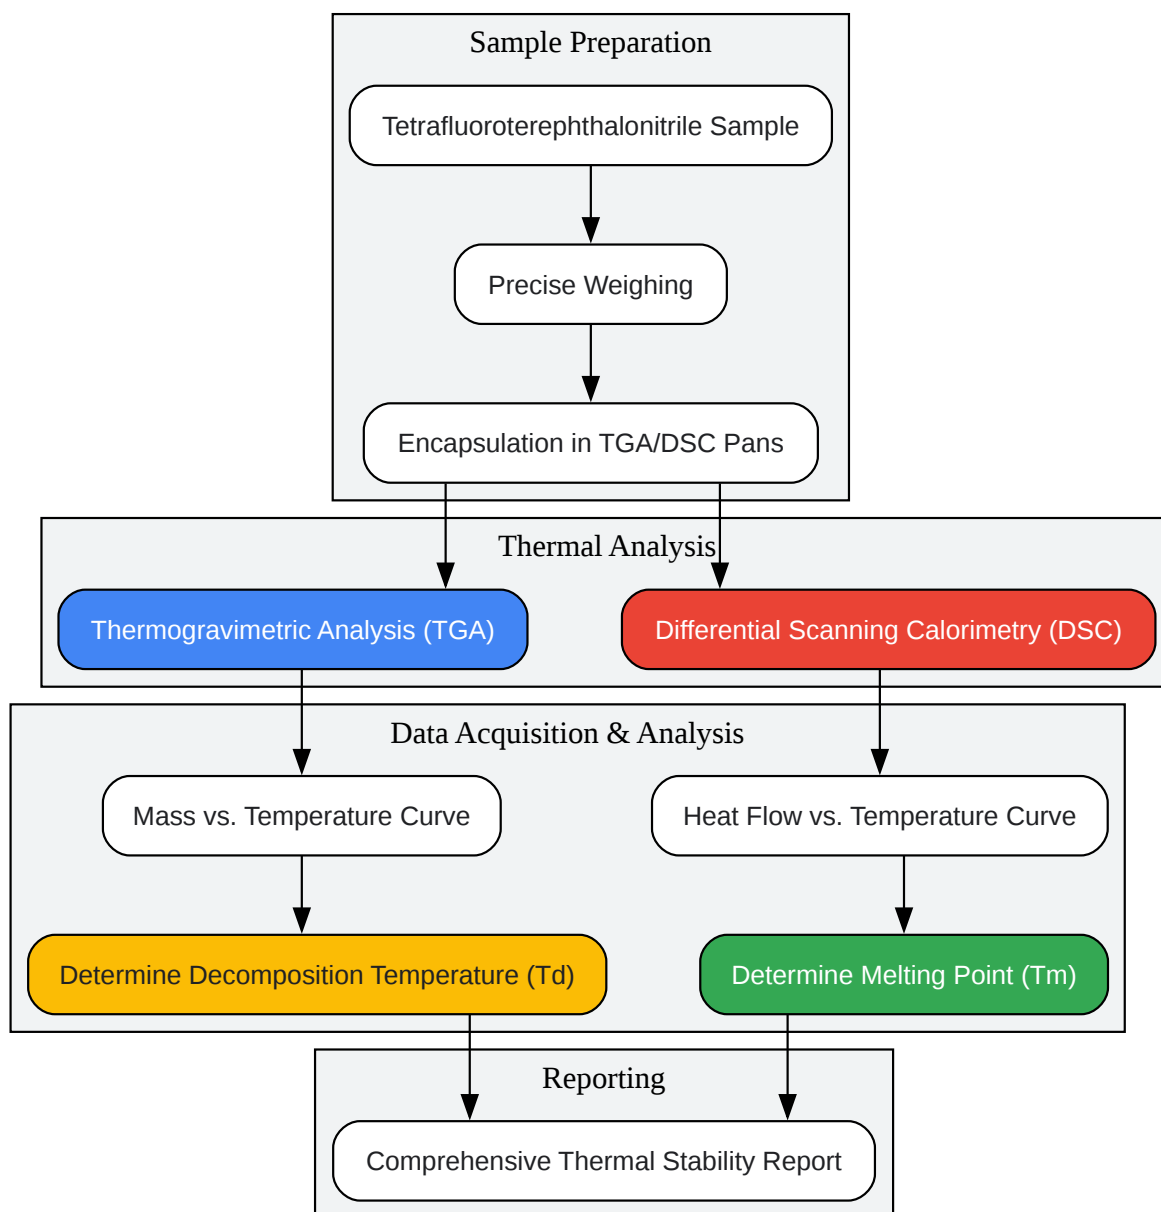 Sample Preparation
Tetrafluoroterephthalonitrile Sample
Precise Weighing
Encapsulation in TGA/DSC Pans
Thermal Analysis
Thermogravimetric Analysis (TGA)
Differential Scanning Calorimetry (DSC)
Data Acquisition & Analysis
Mass vs. Temperature Curve
Heat Flow vs. Temperature Curve
Determine Decomposition Temperature (Td)
Determine Melting Point (Tm)
Reporting
Comprehensive Thermal Stability Report